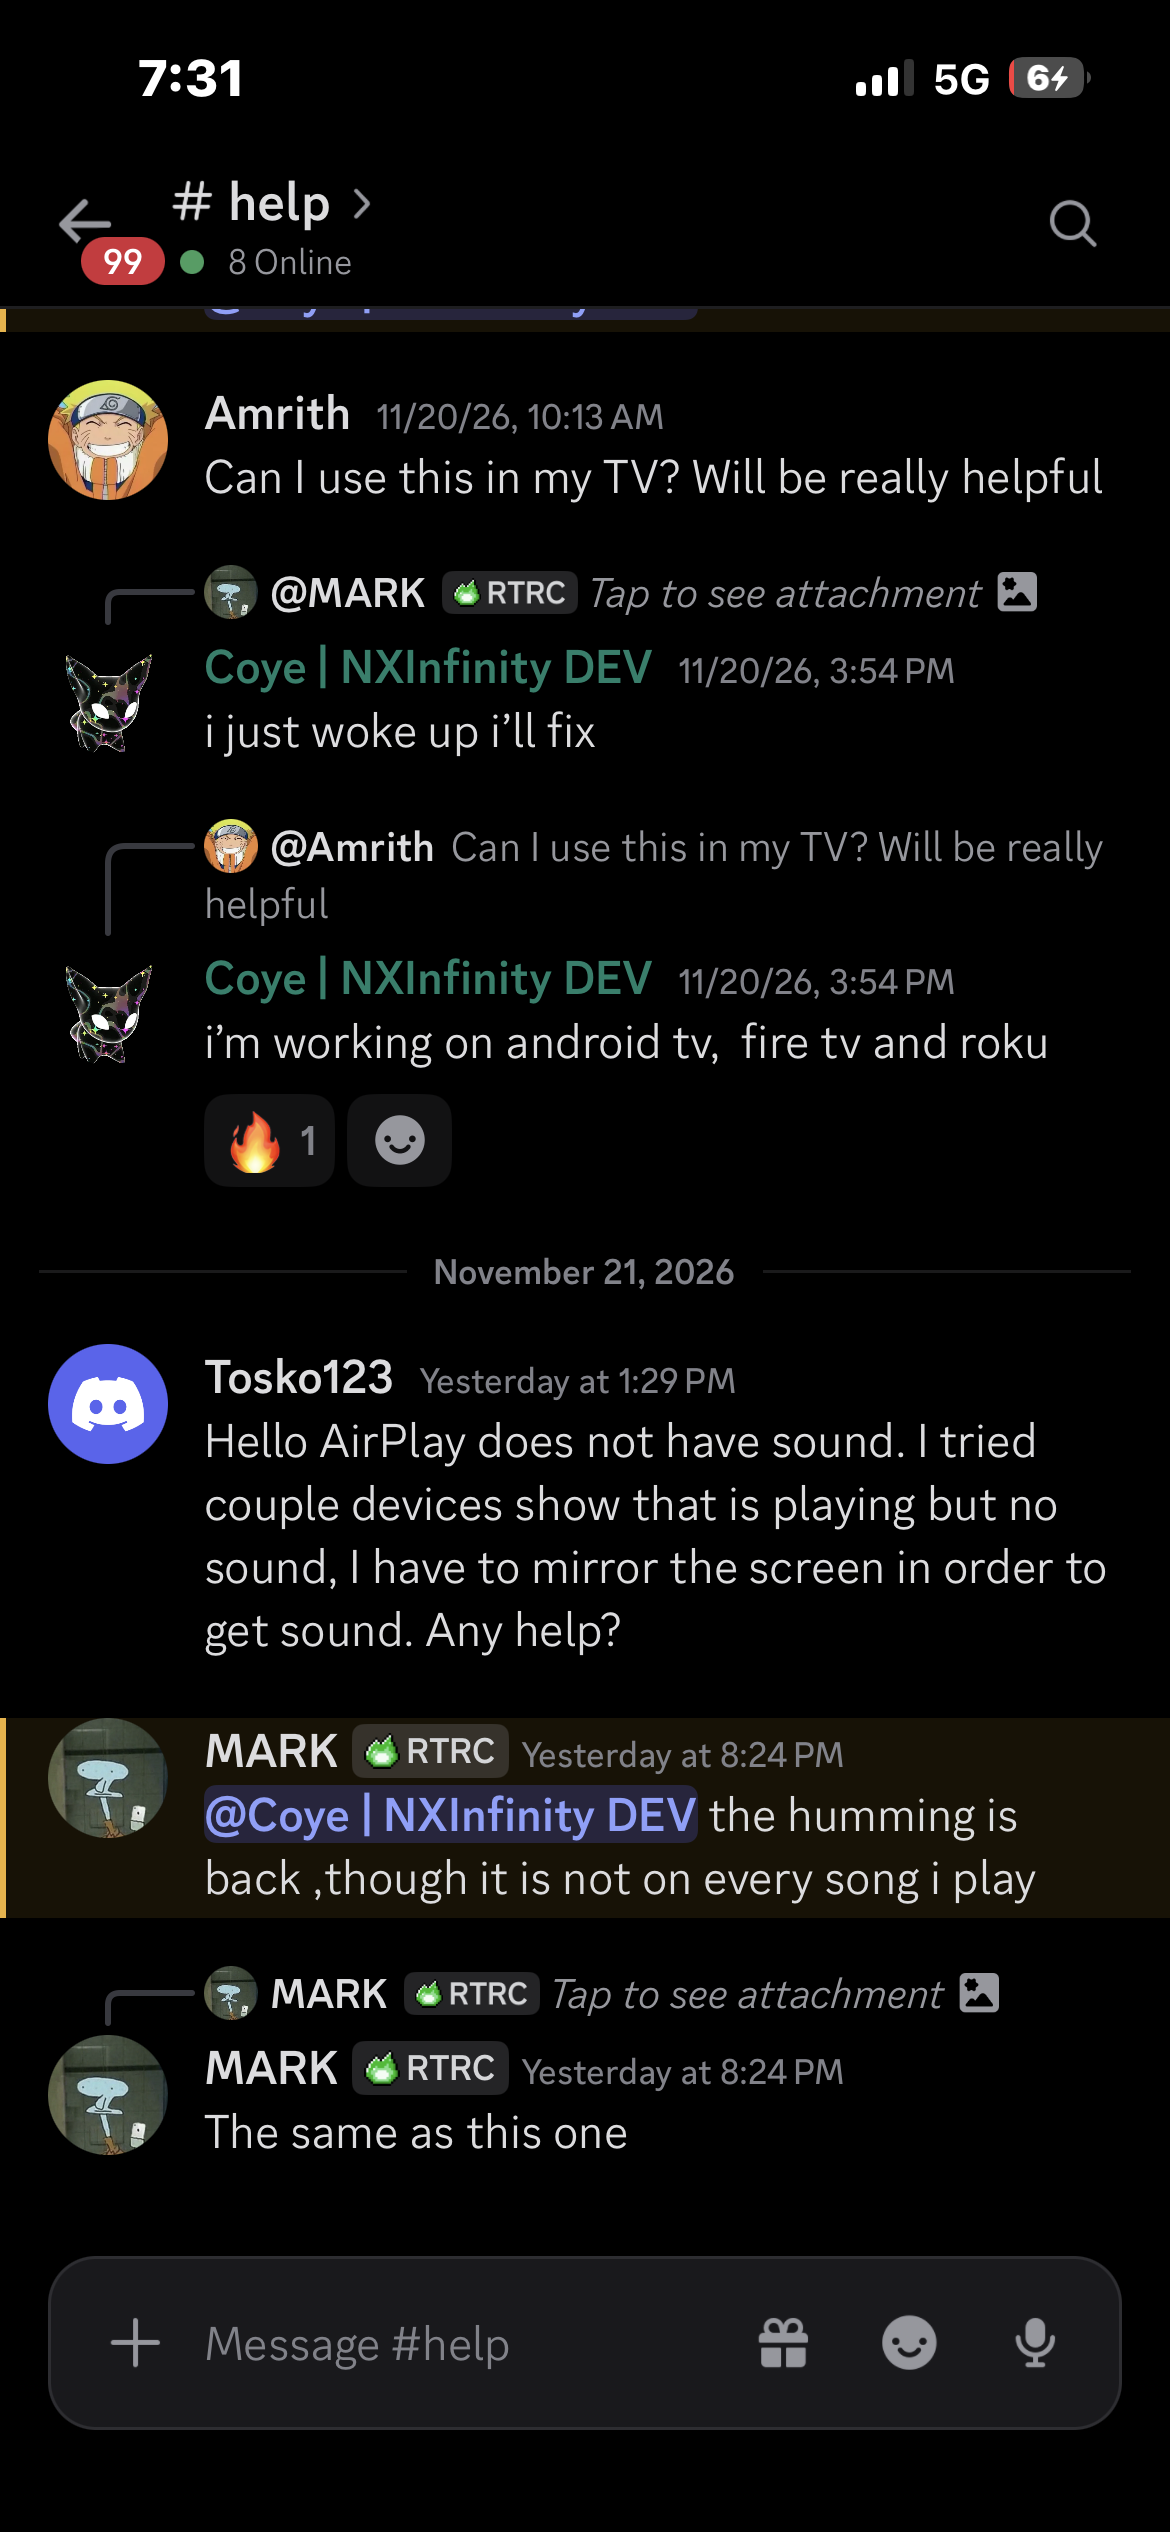 7:31
5G
6
# help
99
8 Online
Amrith 11/20/26, 10:13 AM
Can I use this in my TV? Will be really helpful
@MARK RTRC Tap to see attachment
Coye | NXInfinity DEV 11/20/26, 3:54 PM
i just woke up i’ll fix
@Amrith Can I use this in my TV? Will be really
helpful
Coye | NXInfinity DEV 11/20/26, 3:54 PM
i’m working on android tv,  fire tv and roku
1
November 21, 2026
Tosko123 Yesterday at 1:29 PM
Hello AirPlay does not have sound. I tried
couple devices show that is playing but no
sound, I have to mirror the screen in order to
get sound. Any help?
MARK RTRC Yesterday at 8:24 PM
@Coye | NXInfinity DEV the humming is
back ,though it is not on every song i play
MARK RTRC Tap to see attachment
MARK RTRC Yesterday at 8:24 PM
The same as this one
Message #help